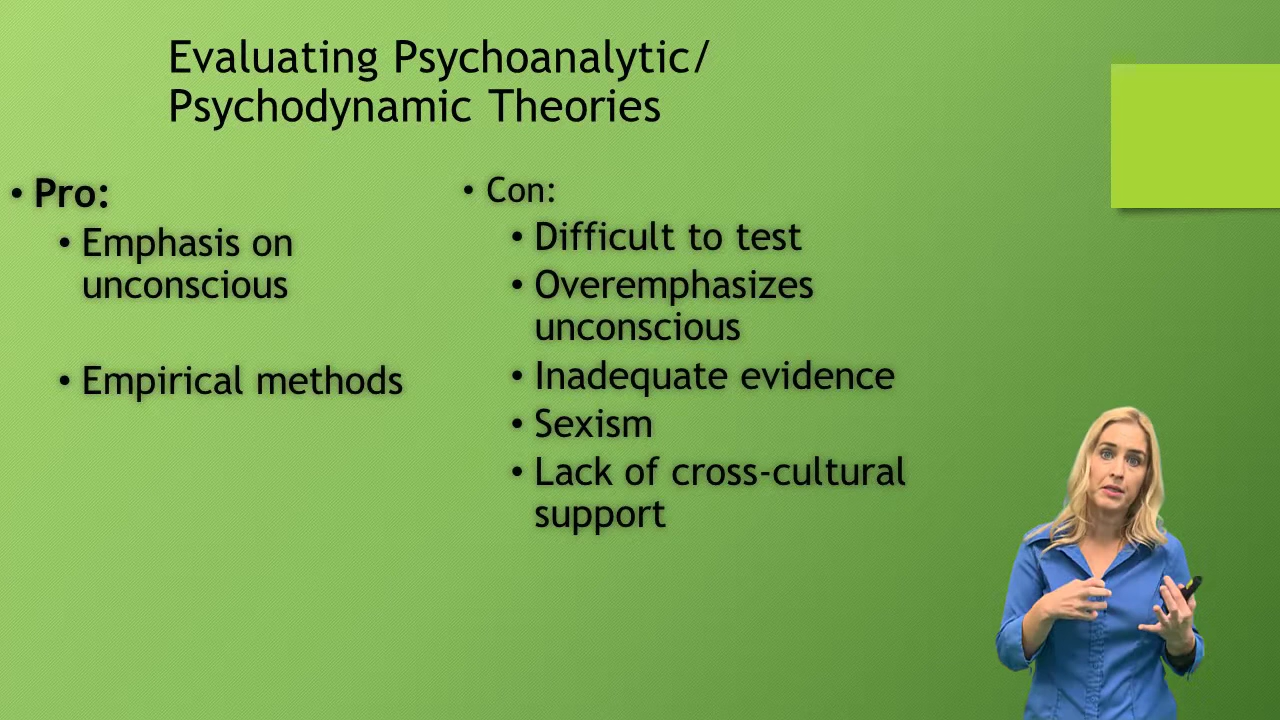 Evaluating Psychoanalytic/
Psychodynamic Theories
• Pro:
• Emphasis on
unconscious
• Empirical methods
• Con:
• Difficult to test
• Overemphasizes
unconscious
• Inadequate evidence
• Sexism
• Lack of cross-cultural
support